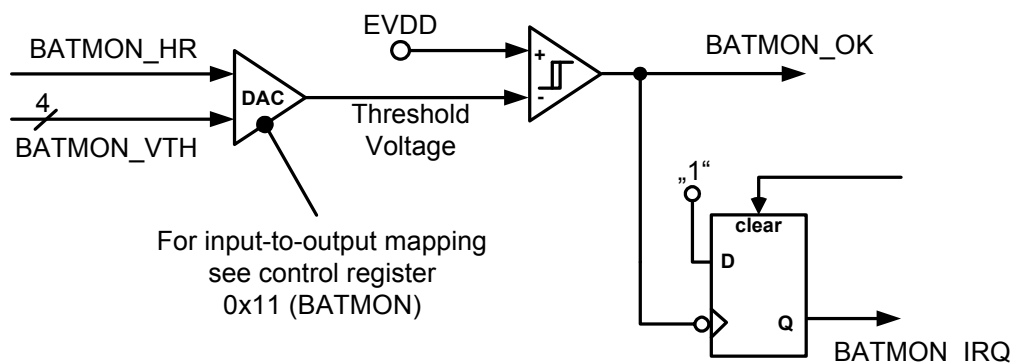 EVDD
BATMON_HR
BATMON_OK
+
DAC
4
-
Threshold
Voltage
BATMON_VTH
„1“
clear
For input-to-output mapping
see control register
0x11 (BATMON)
D
Q
BATMON_IRQ